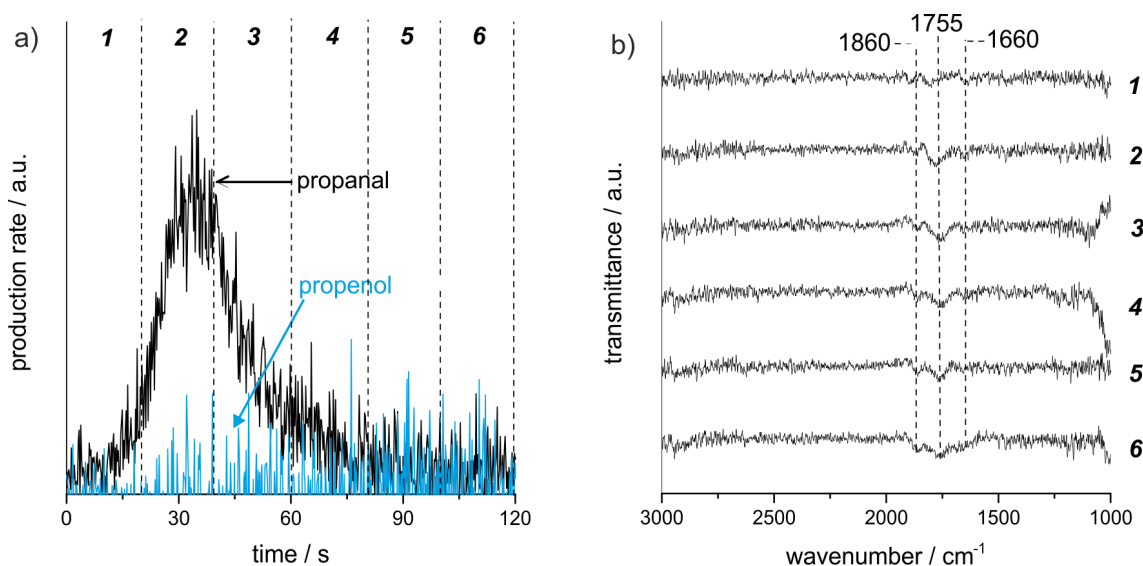 a)
1 2 3 4 5 6
production rate / a.u.
propanal
propenol
0 30 60 90 120
time / s
b)
1755
1860 1660
transmittance / a.u.
1
2
3
4
5
6
3000 2500 2000 1500 1000
wavenumber / cm⁻¹